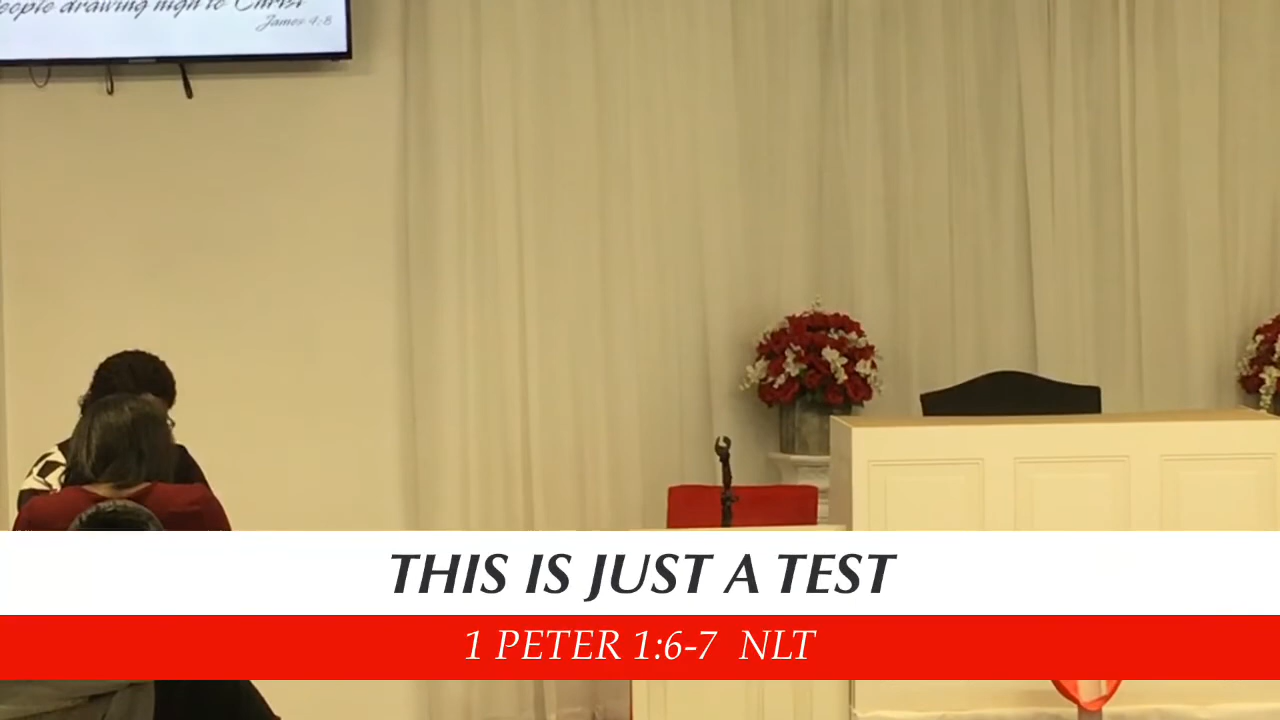 people drawing nigh to Christ
James 4:8
THIS IS JUST A TEST
1 PETER 1:6-7 NLT